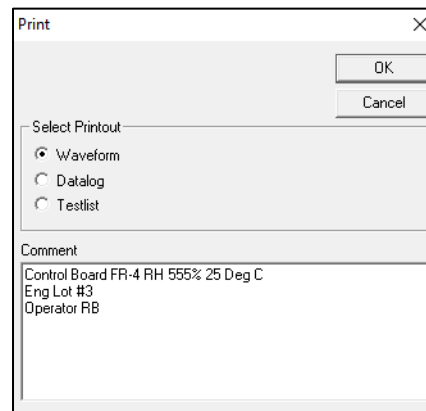 Print
OK
Cancel
Select Printout
Waveform
Datalog
Testlist
Comment
Control Board FR-4 RH 555% 25 Deg C
Eng Lot #3
Operator RB